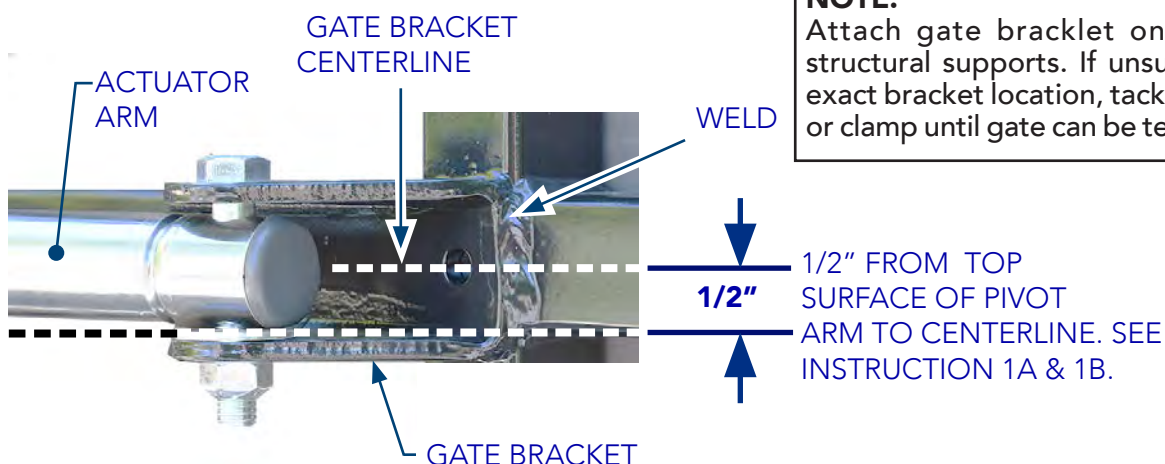 GATE BRACKET
CENTERLINE
ACTUATOR
ARM
WELD
NOTE:
Attach gate bracklet on
structural supports. If unsu
exact bracket location, tack
or clamp until gate can be te
1/2”
1/2” FROM TOP
SURFACE OF PIVOT
ARM TO CENTERLINE. SEE
INSTRUCTION 1A & 1B.
GATE BRACKET